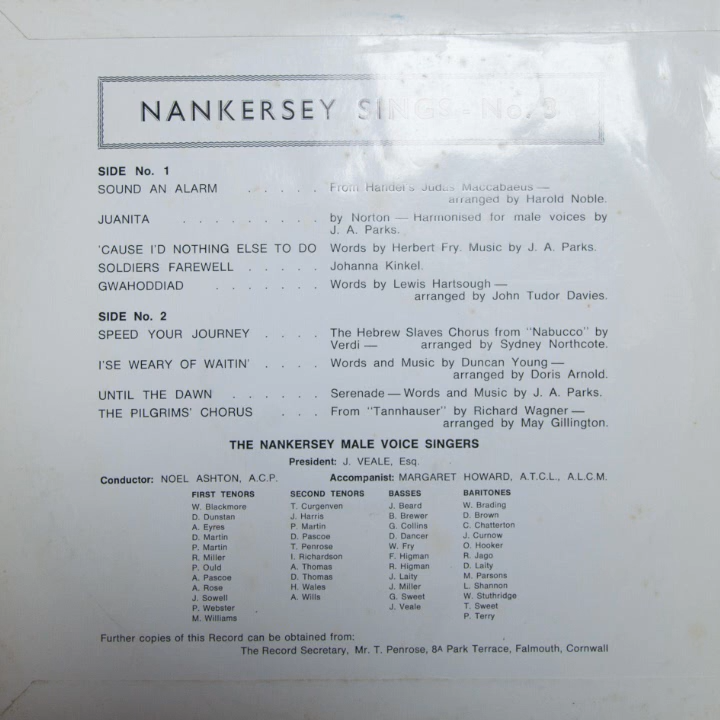 NANKERSEY SINGS - No. 3
SIDE No. 1
SOUND AN ALARM . . . . . From Handel's Judas Maccabaeus —
arranged by Harold Noble.
JUANITA . . . . . . . . . by Norton — Harmonised for male voices by
J. A. Parks.
'CAUSE I'D NOTHING ELSE TO DO Words by Herbert Fry. Music by J. A. Parks.
SOLDIERS FAREWELL . . . . . Johanna Kinkel.
GWAHODDIAD . . . . . . . Words by Lewis Hartsough —
arranged by John Tudor Davies.
SIDE No. 2
SPEED YOUR JOURNEY . . . . The Hebrew Slaves Chorus from "Nabucco" by
Verdi — arranged by Sydney Northcote.
I'SE WEARY OF WAITIN' . . . . Words and Music by Duncan Young —
arranged by Doris Arnold.
UNTIL THE DAWN . . . . . . Serenade — Words and Music by J. A. Parks.
THE PILGRIMS' CHORUS . . . From "Tannhauser" by Richard Wagner —
arranged by May Gillington.
THE NANKERSEY MALE VOICE SINGERS
President: J. VEALE, Esq.
Conductor: NOEL ASHTON, A.C.P. Accompanist: MARGARET HOWARD, A.T.C.L., A.L.C.M.
FIRST TENORS SECOND TENORS BASSES BARITONES
W. Blackmore T. Curgenven J. Beard W. Brading
D. Dunstan J. Harris B. Brewer D. Brown
A. Eyres P. Martin G. Collins C. Chatterton
D. Martin D. Pascoe D. Dancer J. Curnow
P. Martin T. Penrose W. Fry O. Hooker
R. Miller I. Richardson F. Higman R. Jago
P. Ould A. Thomas R. Higman D. Laity
A. Pascoe D. Thomas J. Laity M. Parsons
A. Rose H. Wales J. Miller L. Shannon
J. Sowell A. Wills G. Sweet W. Stuthridge
P. Webster J. Veale T. Sweet
M. Williams P. Terry
Further copies of this Record can be obtained from:
The Record Secretary, Mr. T. Penrose, 8A Park Terrace, Falmouth, Cornwall